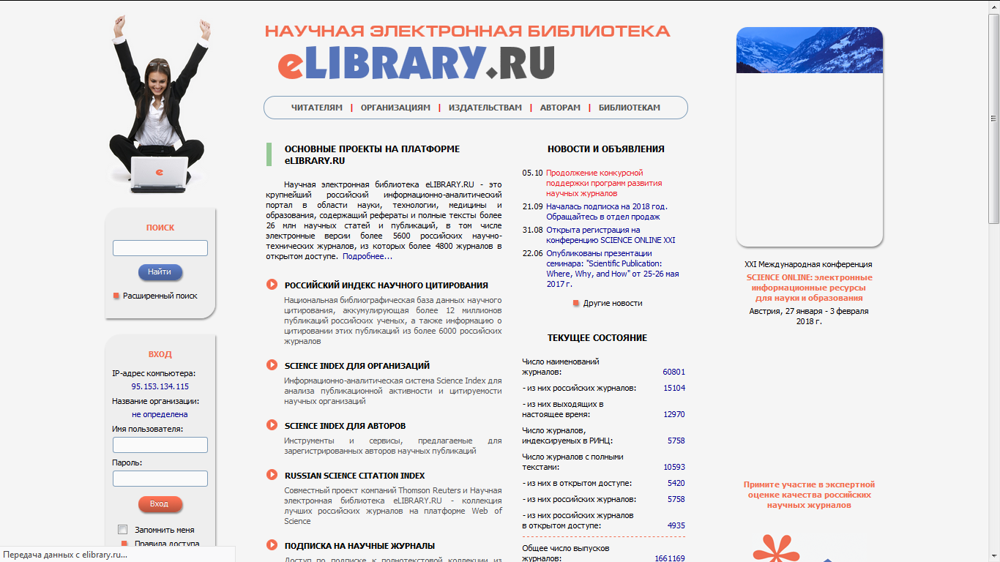 НАУЧНАЯ ЭЛЕКТРОННАЯ БИБЛИОТЕКА
eLIBRARY.RU
ЧИТАТЕЛЯМ | ОРГАНИЗАЦИЯМ | ИЗДАТЕЛЬСТВАМ | АВТОРАМ | БИБЛИОТЕКАМ
e
ПОИСК
Найти
Расширенный поиск
ВХОД
IP-адрес компьютера:
95.153.134.115
Название организации:
не определена
Имя пользователя:
Пароль:
Вход
Запомнить меня
Правила доступа
Передача данных с elibrary.ru...
ОСНОВНЫЕ ПРОЕКТЫ НА ПЛАТФОРМЕ
eLIBRARY.RU
Научная электронная библиотека eLIBRARY.RU - это
крупнейший российский информационно-аналитический
портал в области науки, технологии, медицины и
образования, содержащий рефераты и полные тексты более
26 млн научных статей и публикаций, в том числе
электронные версии более 5600 российских научно-
технических журналов, из которых более 4800 журналов в
открытом доступе. Подробнее...
РОССИЙСКИЙ ИНДЕКС НАУЧНОГО ЦИТИРОВАНИЯ
Национальная библиографическая база данных научного
цитирования, аккумулирующая более 12 миллионов
публикаций российских ученых, а также информацию о
цитировании этих публикаций из более 6000 российских
журналов
SCIENCE INDEX ДЛЯ ОРГАНИЗАЦИЙ
Информационно-аналитическая система Science Index для
анализа публикационной активности и цитируемости
научных организаций
SCIENCE INDEX ДЛЯ АВТОРОВ
Инструменты и сервисы, предлагаемые для
зарегистрированных авторов научных публикаций
RUSSIAN SCIENCE CITATION INDEX
Совместный проект компаний Thomson Reuters и Научная
электронная библиотека eLIBRARY.RU - коллекция
лучших российских журналов на платформе Web of
Science
ПОДПИСКА НА НАУЧНЫЕ ЖУРНАЛЫ
Доступ по подписке к полнотекстовой коллекции из
НОВОСТИ И ОБЪЯВЛЕНИЯ
05.10 Продолжение конкурсной
поддержки программ развития
научных журналов
21.09 Началась подписка на 2018 год.
Обращайтесь в отдел продаж
31.08 Открыта регистрация на
конференцию SCIENCE ONLINE XXI
22.06 Опубликованы презентации
семинара: "Scientific Publication:
Where, Why, and How" от 25-26 мая
2017 г.
Другие новости
ТЕКУЩЕЕ СОСТОЯНИЕ
Число наименований
журналов: 60801
- из них российских журналов: 15104
- из них выходящих в
настоящее время: 12970
Число журналов,
индексируемых в РИНЦ: 5758
Число журналов с полными
текстами: 10593
- из них в открытом доступе: 5420
- из них российских журналов: 5758
- из них российских журналов
в открытом доступе: 4935
Общее число выпусков
журналов: 1661169
XXI Международная конференция
SCIENCE ONLINE: электронные
информационные ресурсы
для науки и образования
Австрия, 27 января - 3 февраля
2018 г.
Примите участие в экспертной
оценке качества российских
научных журналов